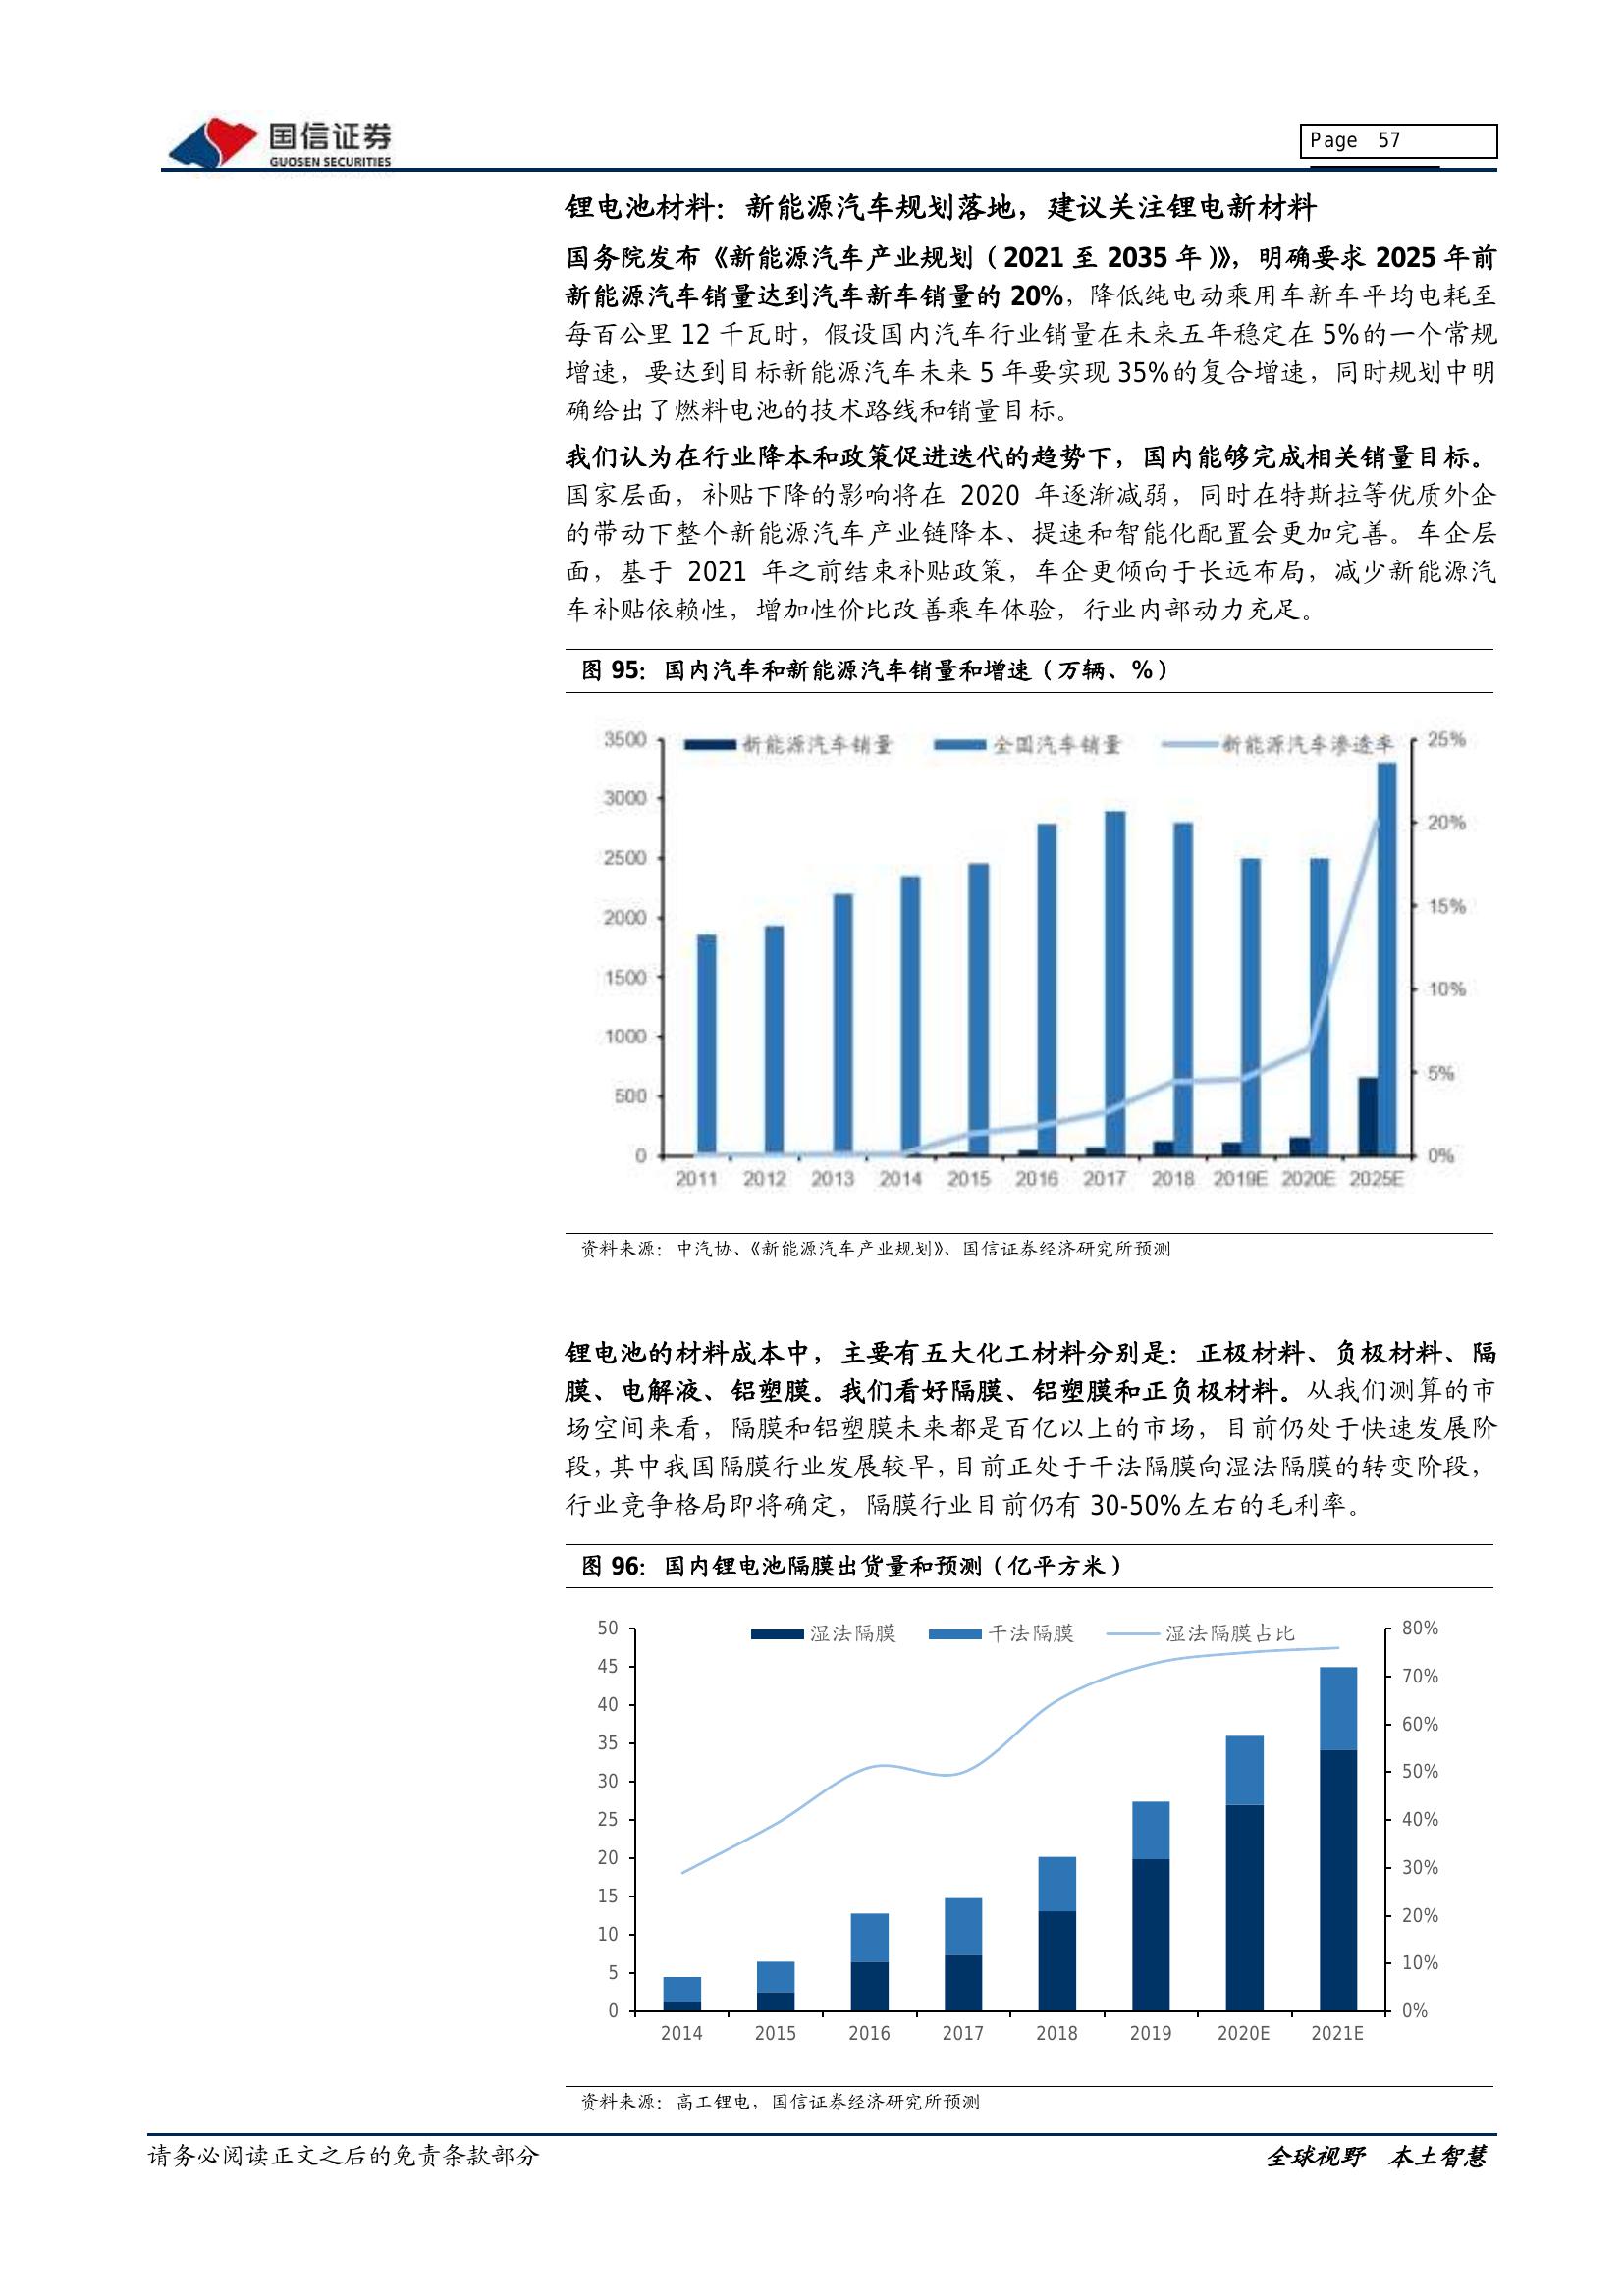 国信证券
GUOSEN SECURITIES
Page 57
锂电池材料：新能源汽车规划落地，建议关注锂电新材料
国务院发布《新能源汽车产业规划（2021 至 2035 年）》，明确要求 2025 年前
新能源汽车销量达到汽车新车销量的 20%，降低纯电动乘用车新车平均电耗至
每百公里 12 千瓦时，假设国内汽车行业销量在未来五年稳定在 5%的一个常规
增速，要达到目标新能源汽车未来 5 年要实现 35%的复合增速，同时规划中明
确给出了燃料电池的技术路线和销量目标。
我们认为在行业降本和政策促进迭代的趋势下，国内能够完成相关销量目标。
国家层面，补贴下降的影响将在 2020 年逐渐减弱，同时在特斯拉等优质外企
的带动下整个新能源汽车产业链降本、提速和智能化配置会更加完善。车企层
面，基于 2021 年之前结束补贴政策，车企更倾向于长远布局，减少新能源汽
车补贴依赖性，增加性价比改善乘车体验，行业内部动力充足。
图 95：国内汽车和新能源汽车销量和增速（万辆、%）
新能源汽车销量 全国汽车销量 新能源汽车渗透率
3500 25%
3000
20%
2500
2000 15%
1500
10%
1000
5%
500
0 0%
2011 2012 2013 2014 2015 2016 2017 2018 2019E 2020E 2025E
资料来源：中汽协、《新能源汽车产业规划》、国信证券经济研究所预测
锂电池的材料成本中，主要有五大化工材料分别是：正极材料、负极材料、隔
膜、电解液、铝塑膜。我们看好隔膜、铝塑膜和正负极材料。从我们测算的市
场空间来看，隔膜和铝塑膜未来都是百亿以上的市场，目前仍处于快速发展阶
段，其中我国隔膜行业发展较早，目前正处于干法隔膜向湿法隔膜的转变阶段，
行业竞争格局即将确定，隔膜行业目前仍有 30-50%左右的毛利率。
图 96：国内锂电池隔膜出货量和预测（亿平方米）
湿法隔膜 干法隔膜 湿法隔膜占比
50 80%
45 70%
40 60%
35
30 50%
25 40%
20 30%
15
10 20%
5 10%
0 0%
2014 2015 2016 2017 2018 2019 2020E 2021E
资料来源：高工锂电，国信证券经济研究所预测
请务必阅读正文之后的免责条款部分
全球视野 本土智慧